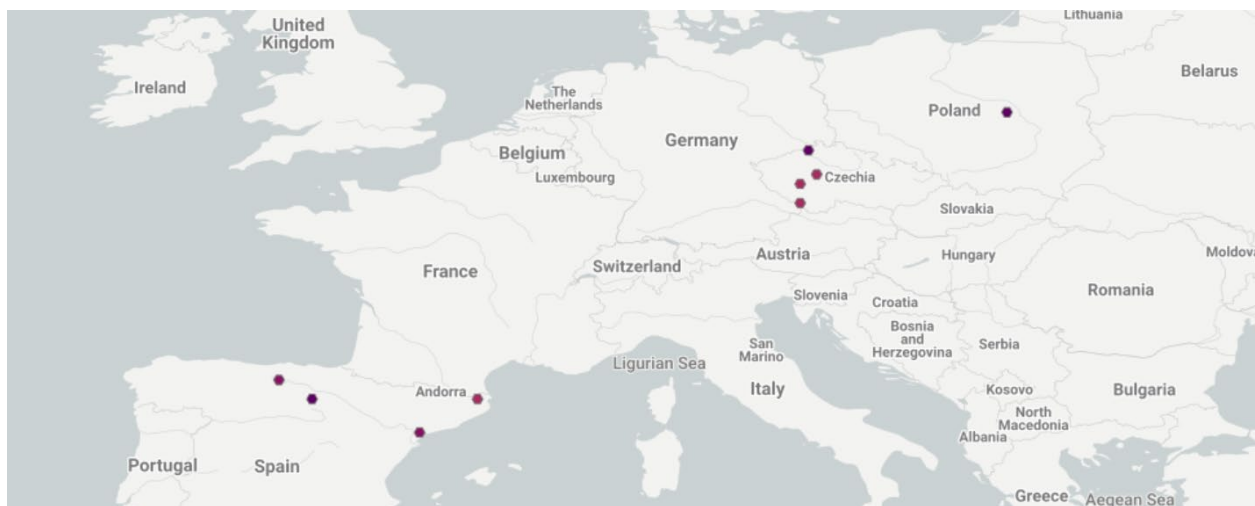 Lithuania
United
Kingdom
Ireland
Belarus
The
Netherlands
Poland
Germany
Belgium
Luxembourg
Czechia
Slovakia
Austria
Hungary
Moldova
Switzerland
France
Romania
Slovenia
Croatia
Bosnia
and
Herzegovina
Serbia
San
Marino
Ligurian Sea
Andorra
Italy
Kosovo
Bulgaria
North
Macedonia
Albania
Portugal
Spain
Greece
Aegean Sea